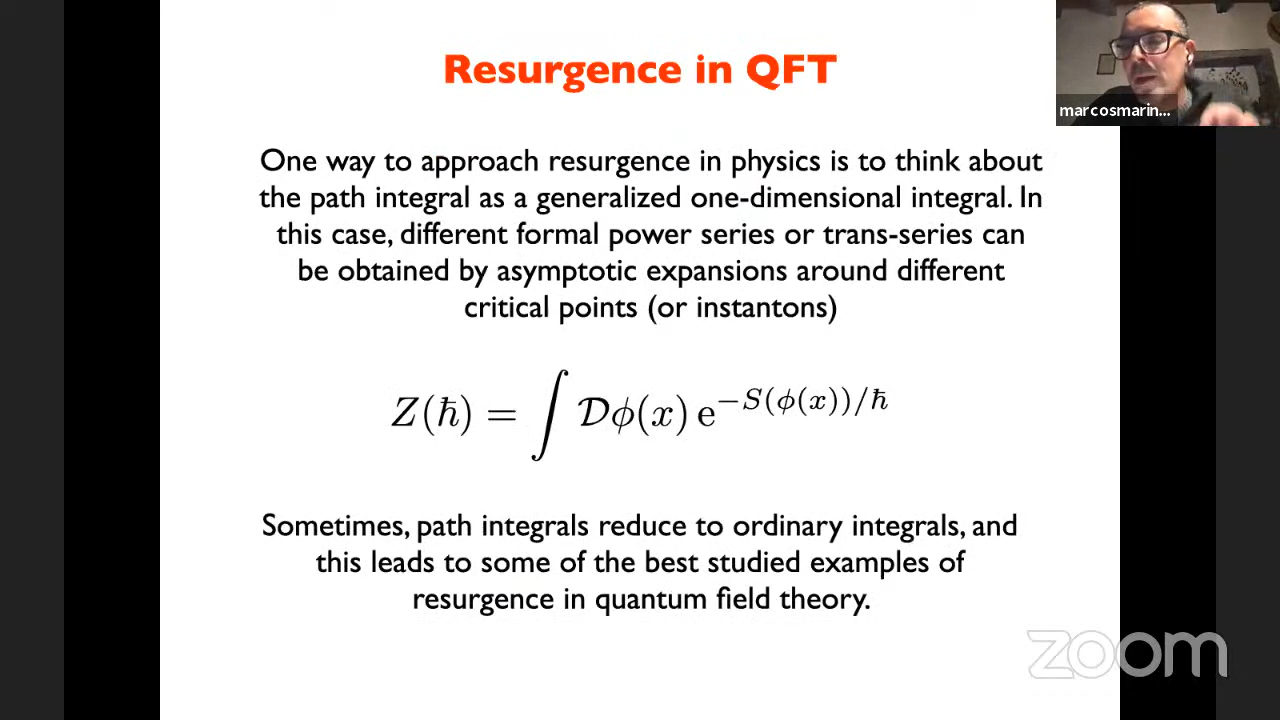 Resurgence in QFT
marcosmarin...
One way to approach resurgence in physics is to think about
the path integral as a generalized one-dimensional integral. In
this case, different formal power series or trans-series can
be obtained by asymptotic expansions around different
critical points (or instantons)
Z(ħ) = ∫ 𝒟ϕ(x) e^{−S(ϕ(x))/ħ}
Sometimes, path integrals reduce to ordinary integrals, and
this leads to some of the best studied examples of
resurgence in quantum field theory.
zoom